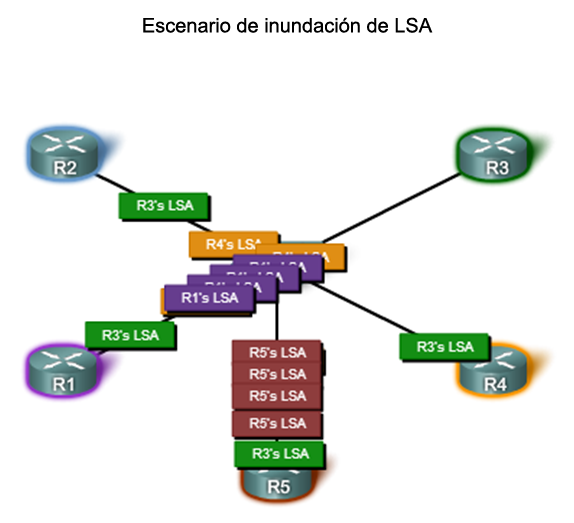 Escenario de inundación de LSA
R2
R3
R3's LSA
R4's LSA
R1's LSA
R3's LSA
R3's LSA
R1
R4
R5's LSA
R5's LSA
R5's LSA
R5's LSA
R3's LSA
R5